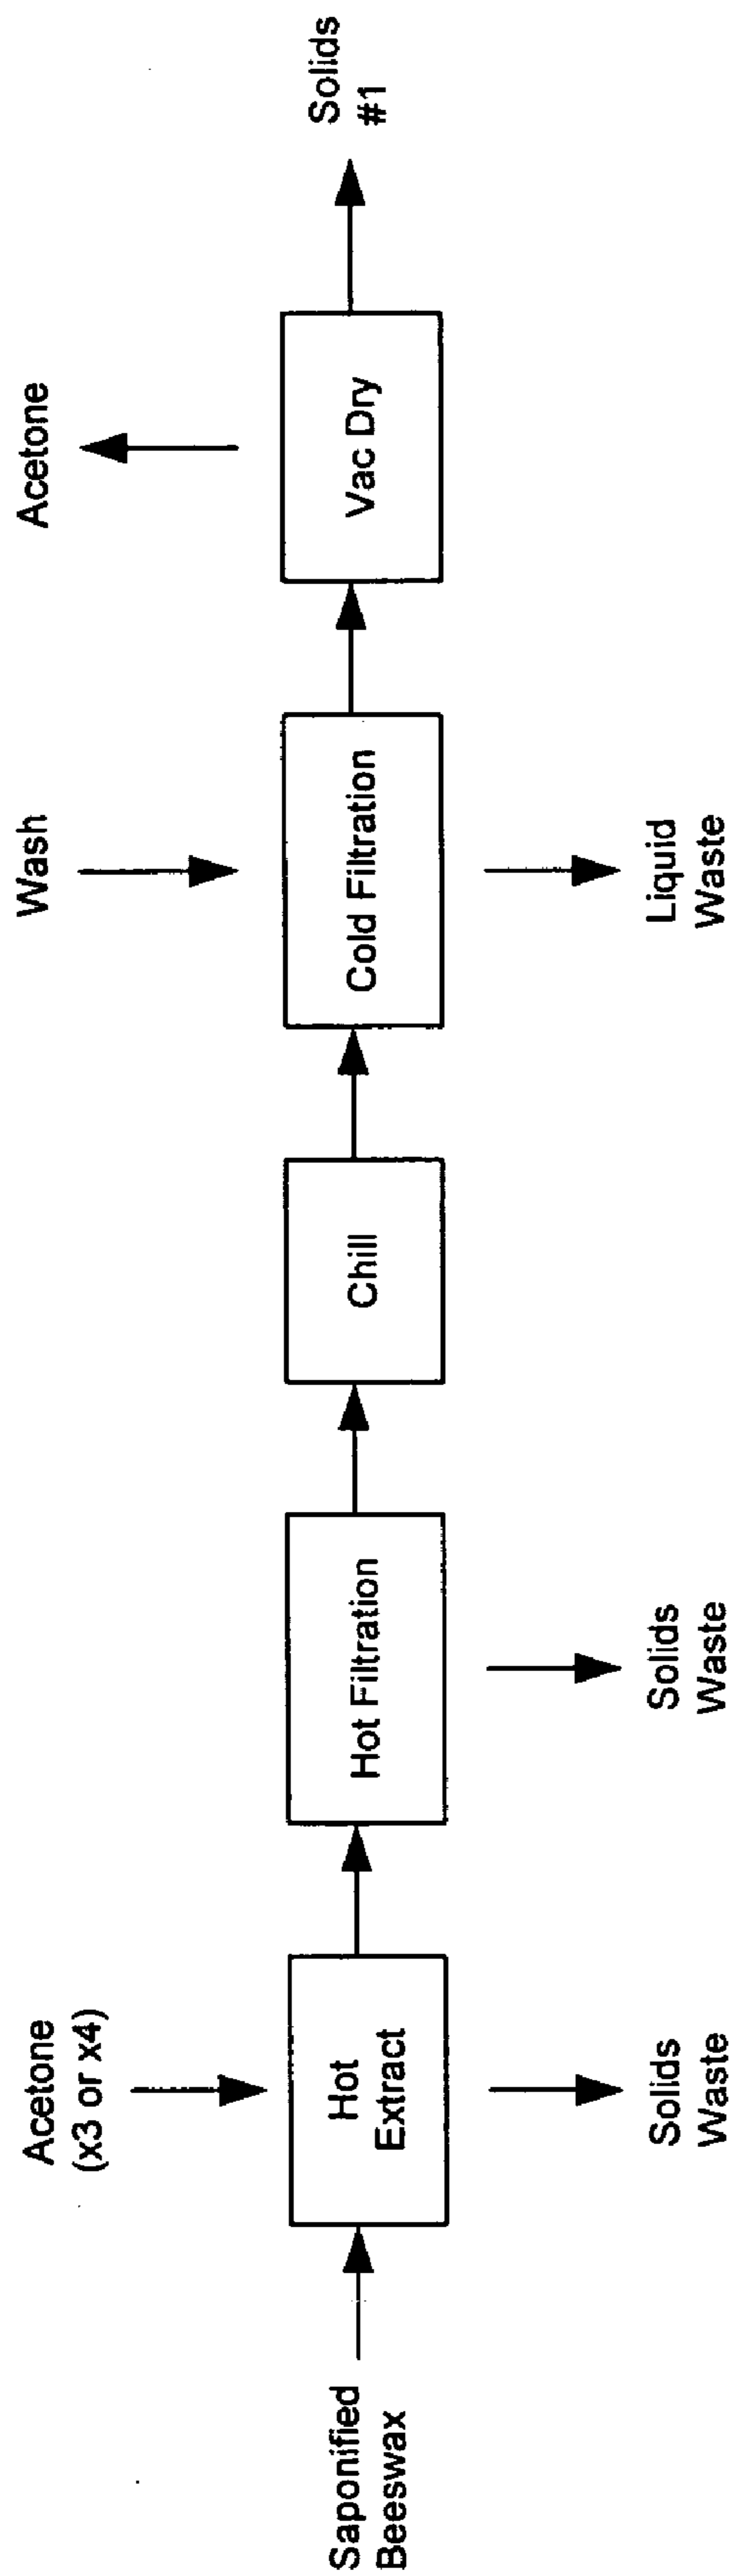 Saponified
Beeswax
Acetone
(x3 or x4)
Hot
Extract
Solids
Waste
Hot Filtration
Solids
Waste
Chill
Wash
Cold Filtration
Liquid
Waste
Acetone
Vac Dry
Solids
#1